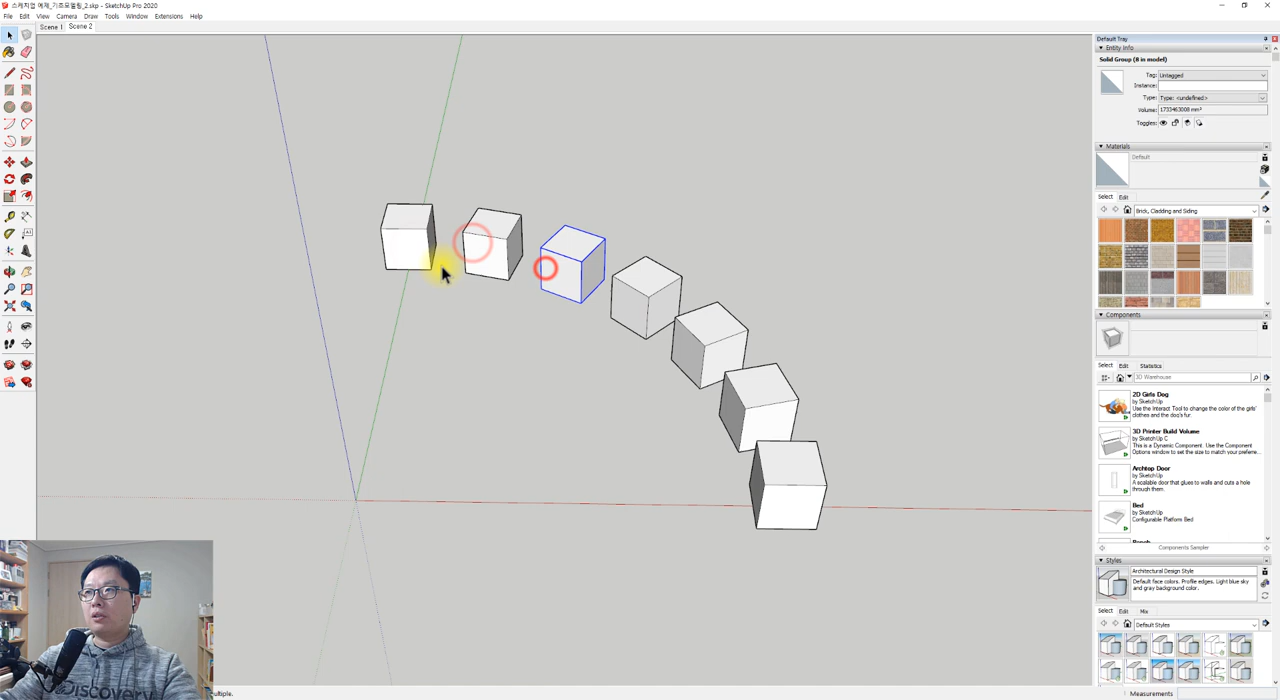 스케치업 예제_기초모델링_2.skp - SketchUp Pro 2020
File Edit View Camera Draw Tools Window Extensions Help
Scene 1 Scene 2
Default Tray
Entity Info
Solid Group (8 in model)
Tag: Untagged
Instance:
Type: Type: <undefined>
Volume: 1733463008 mm³
Toggles:
Materials
Default
Select Edit
Brick, Cladding and Siding
Components
Select Edit Statistics
3D Warehouse
2D Girls Dog
by SketchUp
Use the Interact Tool to change the color of the girls'
clothes and the dog's fur.
3D Printer Build Volume
by SketchUp C
This is a Dynamic Component. Use the Component
Options window to set the size to match your preferre...
Archtop Door
by SketchUp
A scalable door that glues to walls and cuts a hole
through them.
Bed
by SketchUp
Configurable Platform Bed
Components Sampler
Styles
Architectural Design Style
Default face colors. Profile edges. Light blue sky
and gray background color.
Select Edit Mix
Default Styles
DISCOVERY
ultiple.
Measurements